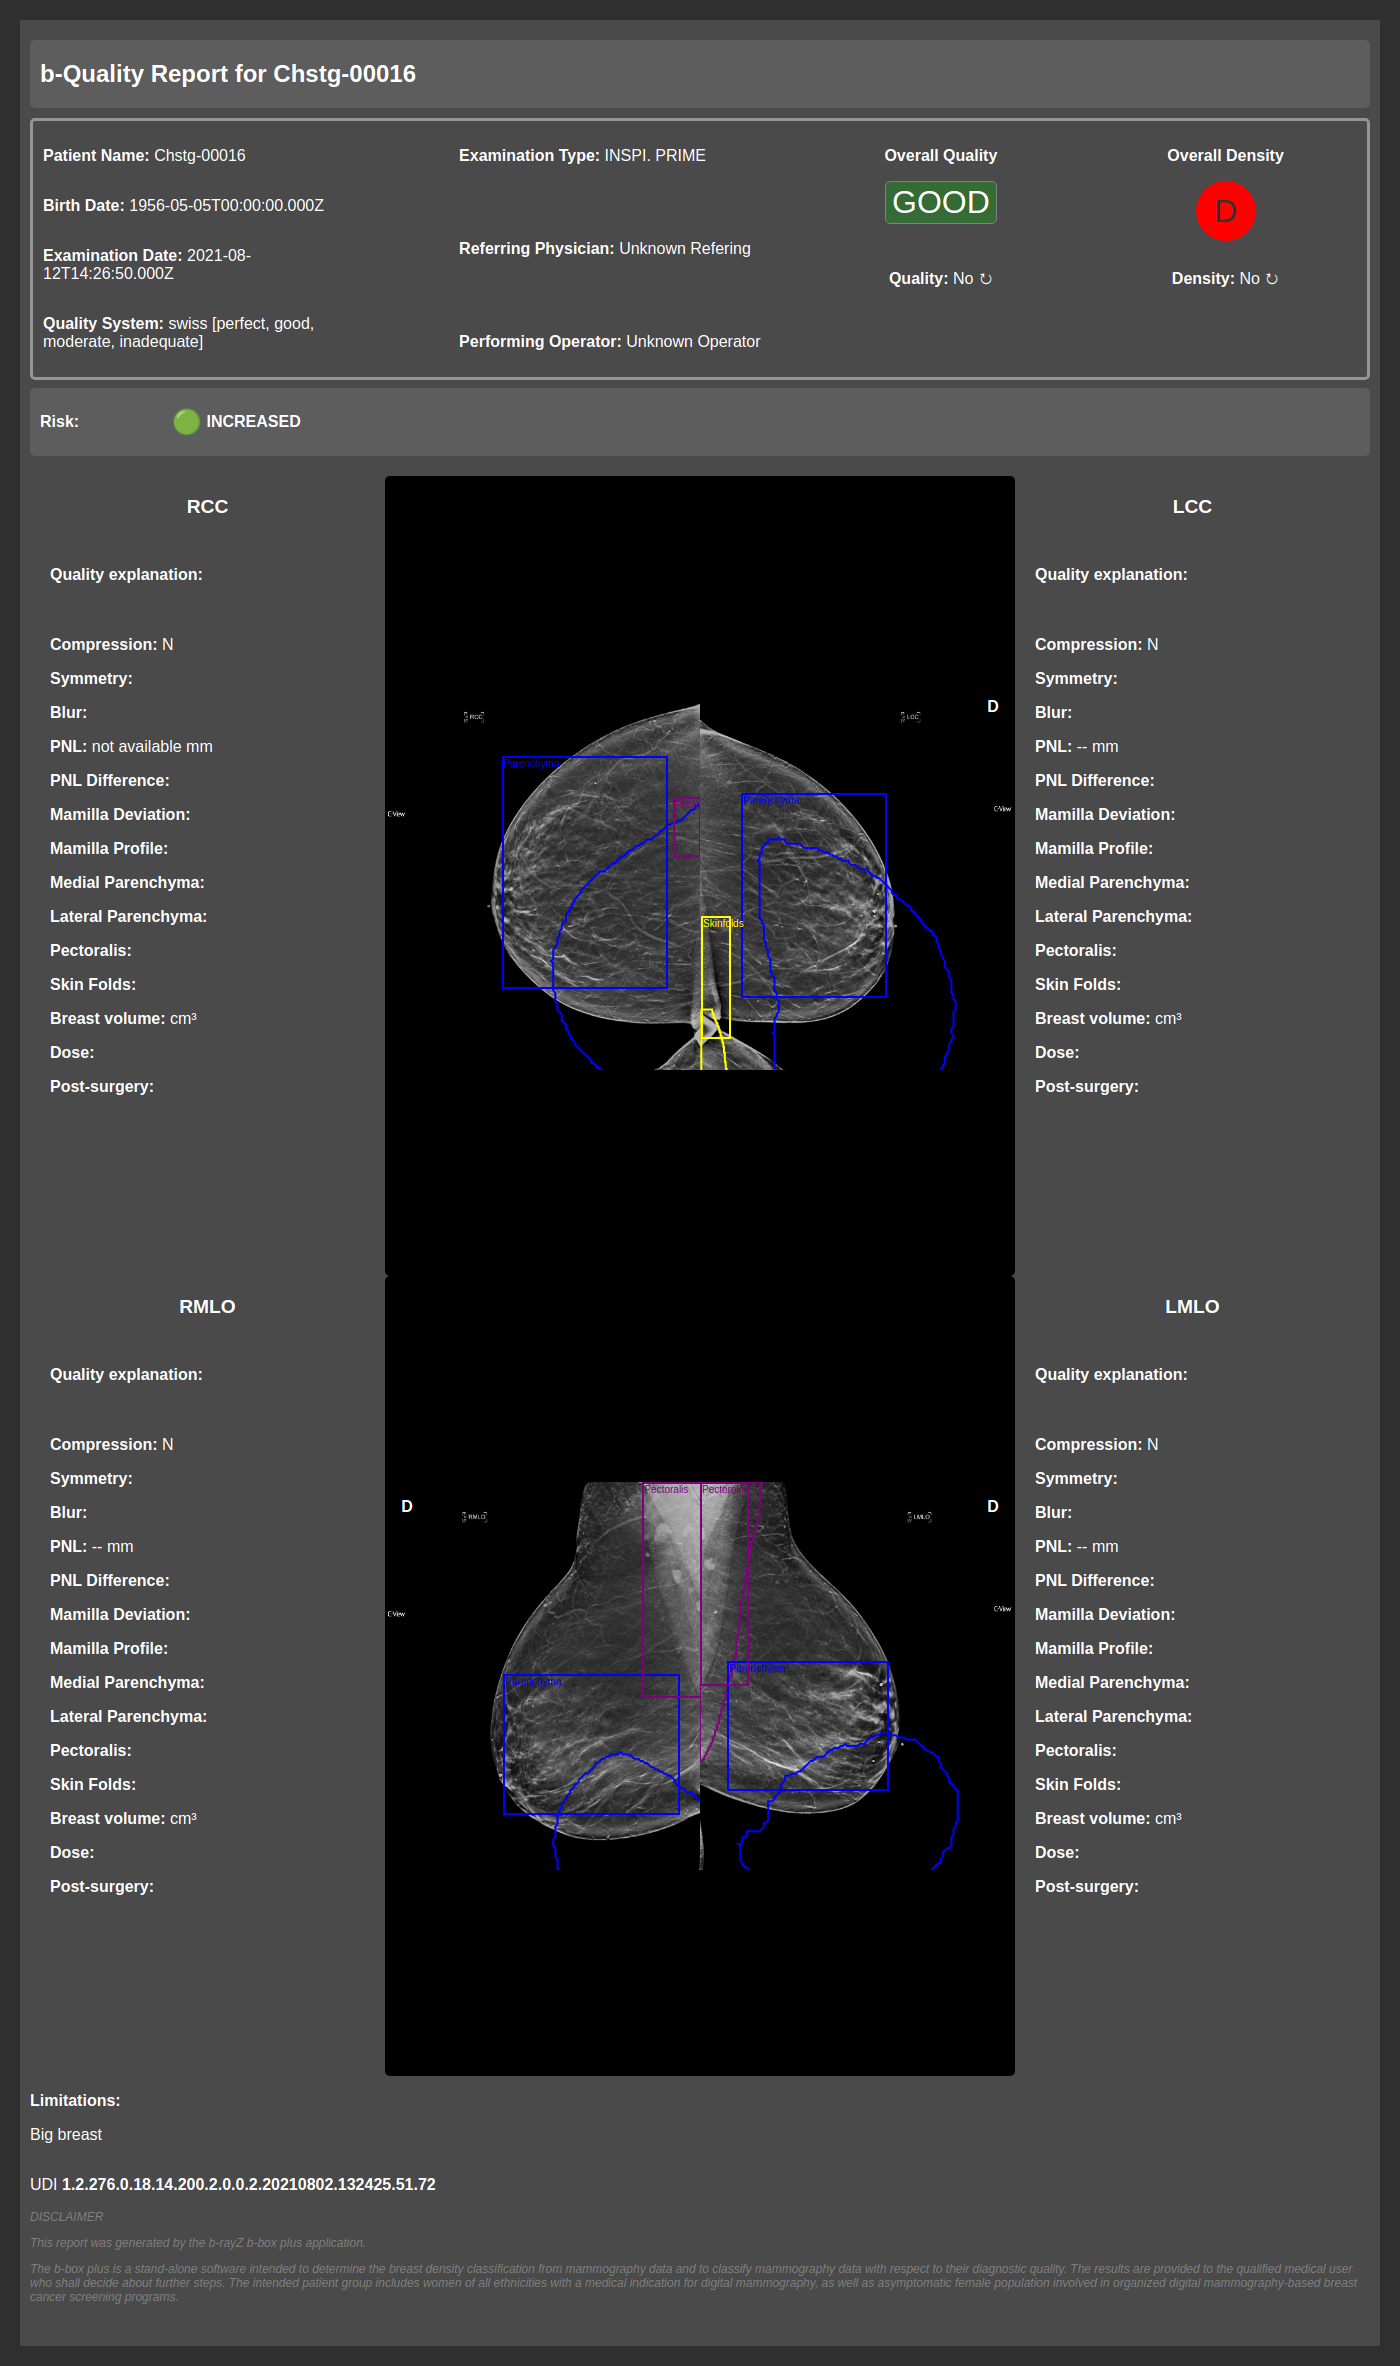 b-Quality Report for Chstg-00016
Patient Name: Chstg-00016
Birth Date: 1956-05-05T00:00:00.000Z
Examination Date: 2021-08-
12T14:26:50.000Z
Quality System: swiss [perfect, good,
moderate, inadequate]
Examination Type: INSPI. PRIME
Referring Physician: Unknown Refering
Performing Operator: Unknown Operator
Overall Quality
GOOD
Quality: No ↻
Overall Density
D
Density: No ↻
Risk: INCREASED
RCC
Quality explanation:
Compression: N
Symmetry:
Blur:
PNL: not available mm
PNL Difference:
Mamilla Deviation:
Mamilla Profile:
Medial Parenchyma:
Lateral Parenchyma:
Pectoralis:
Skin Folds:
Breast volume: cm³
Dose:
Post-surgery:
D
RCC
LCC
Parenchyma
Parenchyma
C-View
C-View
Skinfolds
LCC
Quality explanation:
Compression: N
Symmetry:
Blur:
PNL: -- mm
PNL Difference:
Mamilla Deviation:
Mamilla Profile:
Medial Parenchyma:
Lateral Parenchyma:
Pectoralis:
Skin Folds:
Breast volume: cm³
Dose:
Post-surgery:
RMLO
Quality explanation:
Compression: N
Symmetry:
Blur:
PNL: -- mm
PNL Difference:
Mamilla Deviation:
Mamilla Profile:
Medial Parenchyma:
Lateral Parenchyma:
Pectoralis:
Skin Folds:
Breast volume: cm³
Dose:
Post-surgery:
Pectoralis
Pectoralis
D
D
RMLO
LMLO
C-View
C-View
Parenchyma
Parenchyma
LMLO
Quality explanation:
Compression: N
Symmetry:
Blur:
PNL: -- mm
PNL Difference:
Mamilla Deviation:
Mamilla Profile:
Medial Parenchyma:
Lateral Parenchyma:
Pectoralis:
Skin Folds:
Breast volume: cm³
Dose:
Post-surgery:
Limitations:
Big breast
UDI 1.2.276.0.18.14.200.2.0.0.2.20210802.132425.51.72
DISCLAIMER
This report was generated by the b-rayZ b-box plus application.
The b-box plus is a stand-alone software intended to determine the breast density classification from mammography data and to classify mammography data with respect to their diagnostic quality. The results are provided to the qualified medical user
who shall decide about further steps. The intended patient group includes women of all ethnicities with a medical indication for digital mammography, as well as asymptomatic female population involved in organized digital mammography-based breast
cancer screening programs.